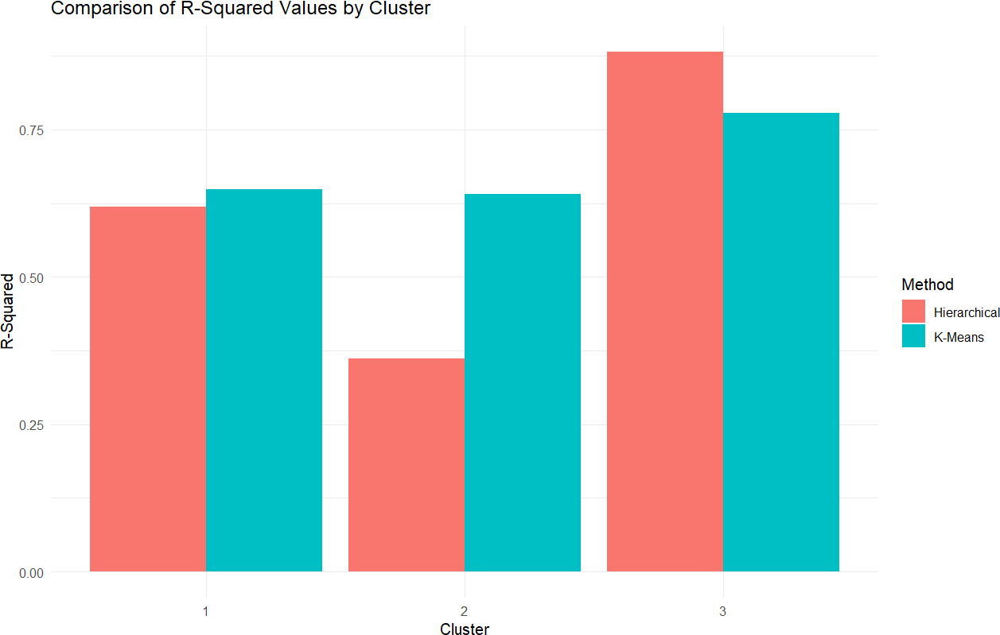 Comparison of R-Squared Values by Cluster
R-Squared
0.75
0.50
0.25
0.00
1 2 3
Cluster
Method
Hierarchical
K-Means